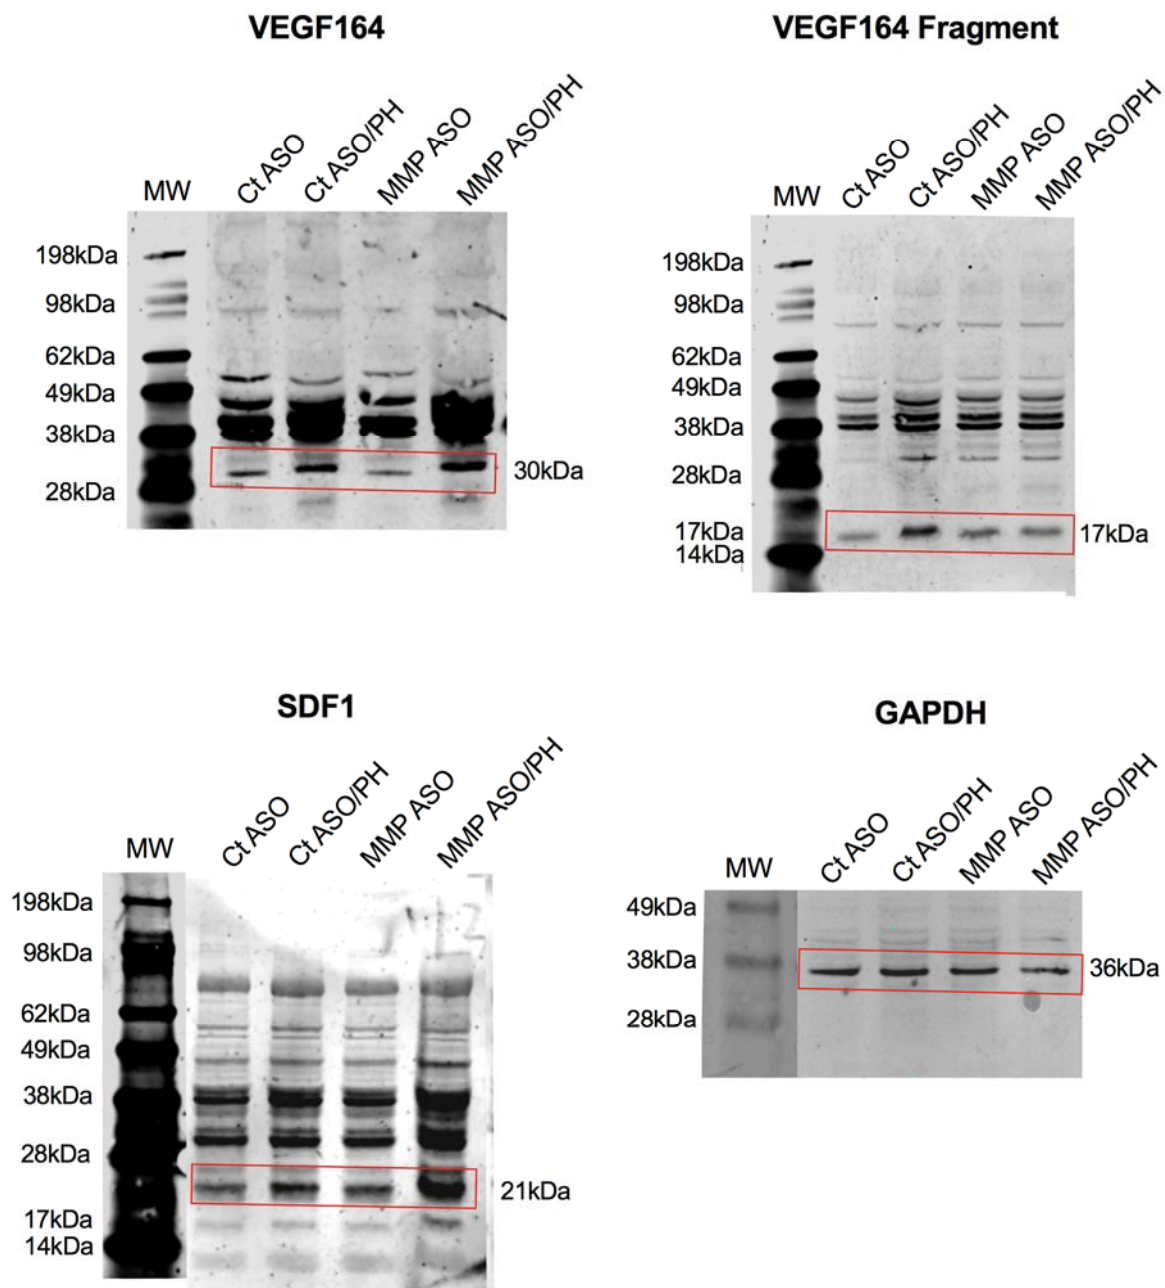 VEGF164
MW
Ct ASO
Ct ASO/PH
MMP ASO
MMP ASO/PH
198kDa
98kDa
62kDa
49kDa
38kDa
28kDa
30kDa
VEGF164 Fragment
MW
Ct ASO
Ct ASO/PH
MMP ASO
MMP ASO/PH
198kDa
98kDa
62kDa
49kDa
38kDa
28kDa
17kDa
14kDa
17kDa
SDF1
MW
Ct ASO
Ct ASO/PH
MMP ASO
MMP ASO/PH
198kDa
98kDa
62kDa
49kDa
38kDa
28kDa
17kDa
14kDa
21kDa
GAPDH
MW
Ct ASO
Ct ASO/PH
MMP ASO
MMP ASO/PH
49kDa
38kDa
28kDa
36kDa